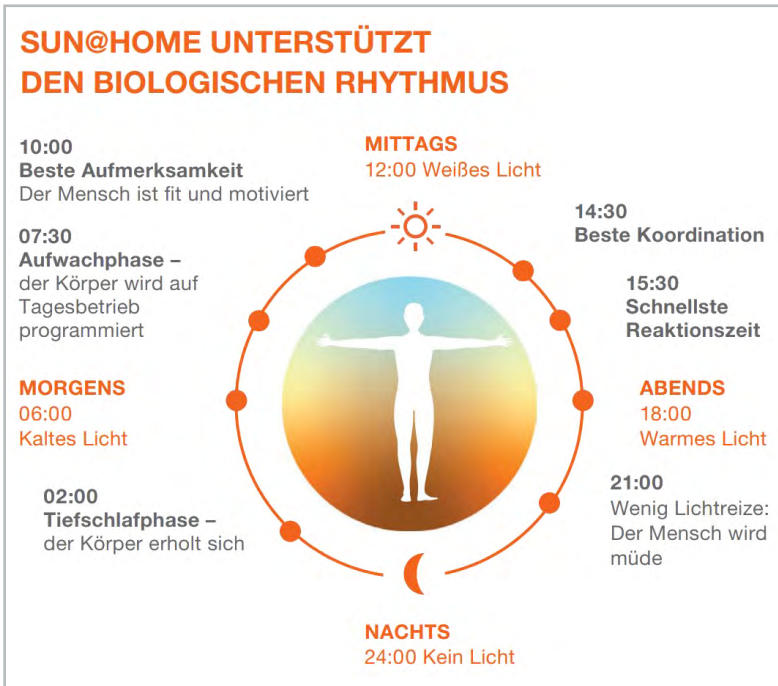 SUN@HOME UNTERSTÜTZT
DEN BIOLOGISCHEN RHYTHMUS
10:00
Beste Aufmerksamkeit
Der Mensch ist fit und motiviert
07:30
Aufwachphase –
der Körper wird auf
Tagesbetrieb
programmiert
MORGENS
06:00
Kaltes Licht
02:00
Tiefschlafphase –
der Körper erholt sich
MITTAGS
12:00 Weißes Licht
14:30
Beste Koordination
15:30
Schnellste
Reaktionszeit
ABENDS
18:00
Warmes Licht
21:00
Wenig Lichtreize:
Der Mensch wird
müde
NACHTS
24:00 Kein Licht